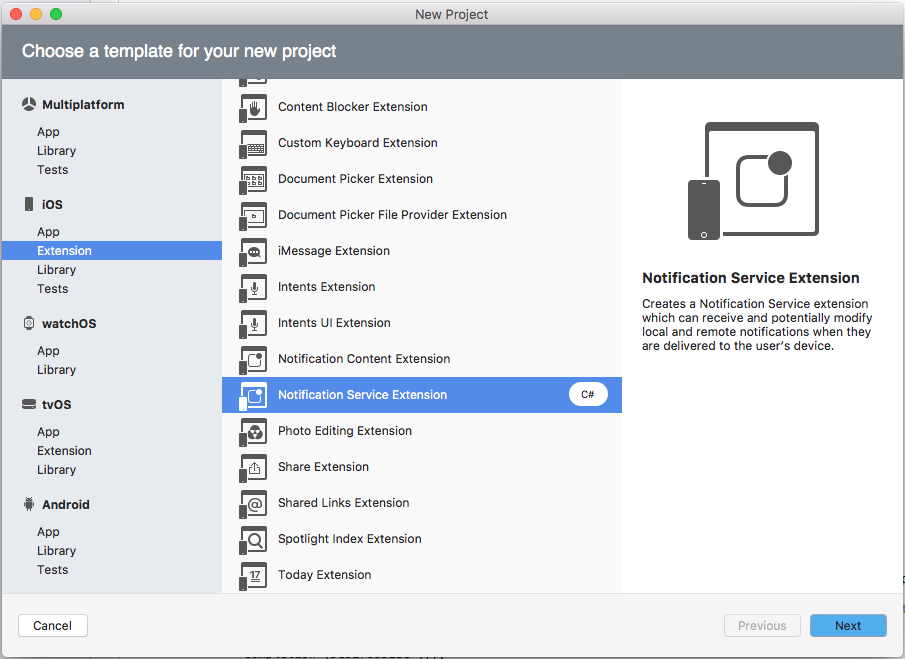 New Project
Choose a template for your new project
Multiplatform
App
Library
Tests
iOS
App
Extension
Library
Tests
watchOS
App
Library
tvOS
App
Extension
Library
Android
App
Library
Tests
Content Blocker Extension
Custom Keyboard Extension
Document Picker Extension
Document Picker File Provider Extension
iMessage Extension
Intents Extension
Intents UI Extension
Notification Content Extension
Notification Service Extension C#
Photo Editing Extension
Share Extension
Shared Links Extension
Spotlight Index Extension
17
Today Extension
Notification Service Extension
Creates a Notification Service extension
which can receive and potentially modify
local and remote notifications when they
are delivered to the user's device.
Cancel
Previous
Next